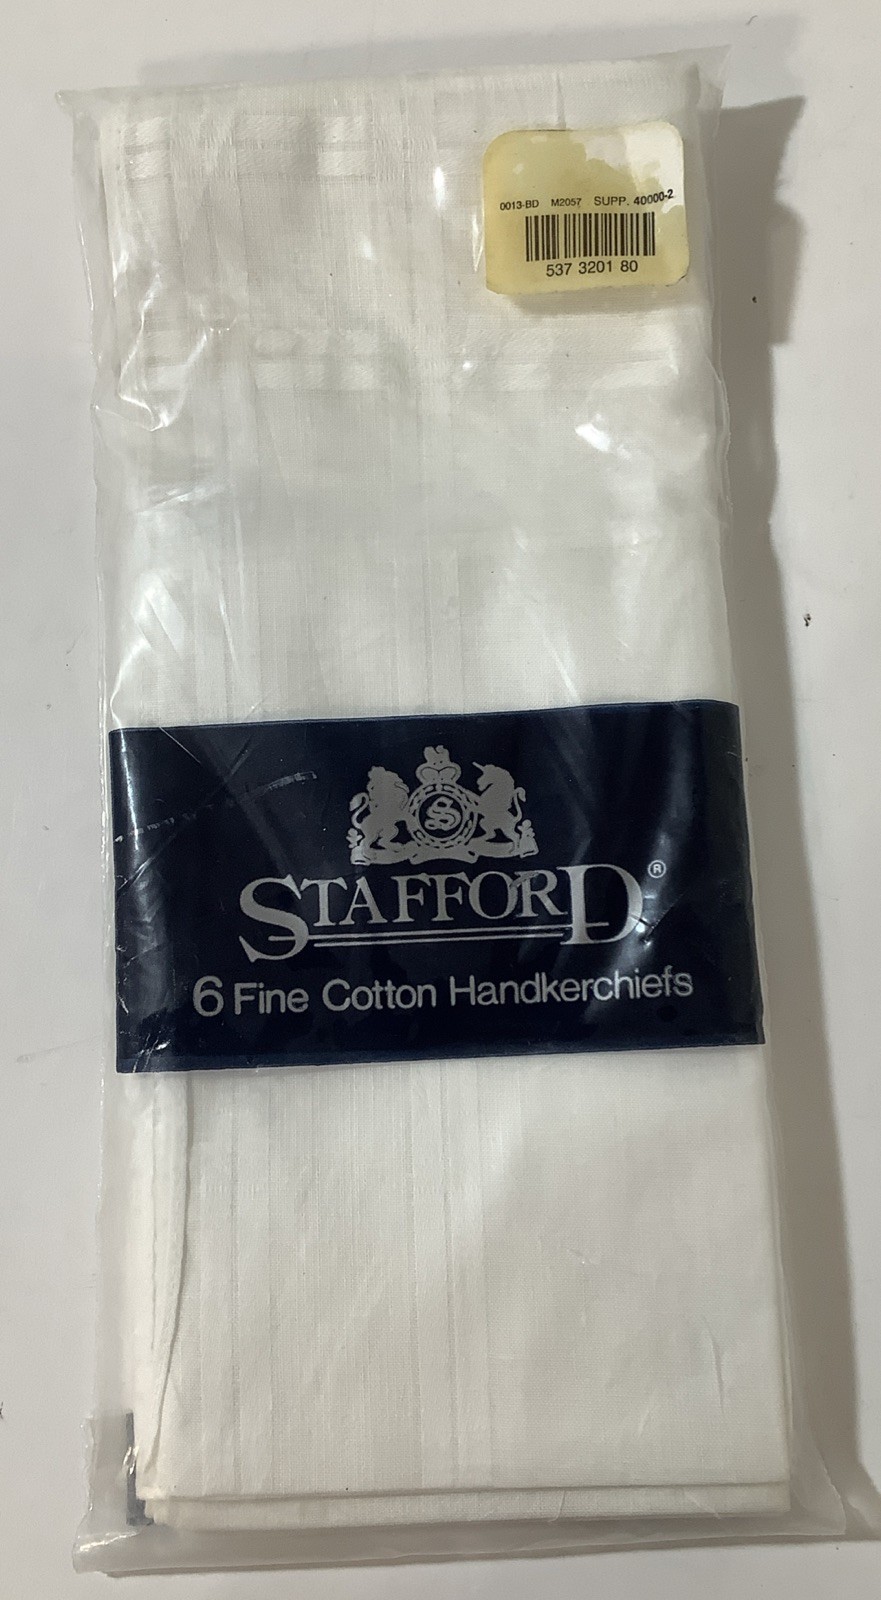 0013-BD M2057 SUPP. 40000-2
537 3201 80
S
STAFFORD®
6 Fine Cotton Handkerchiefs